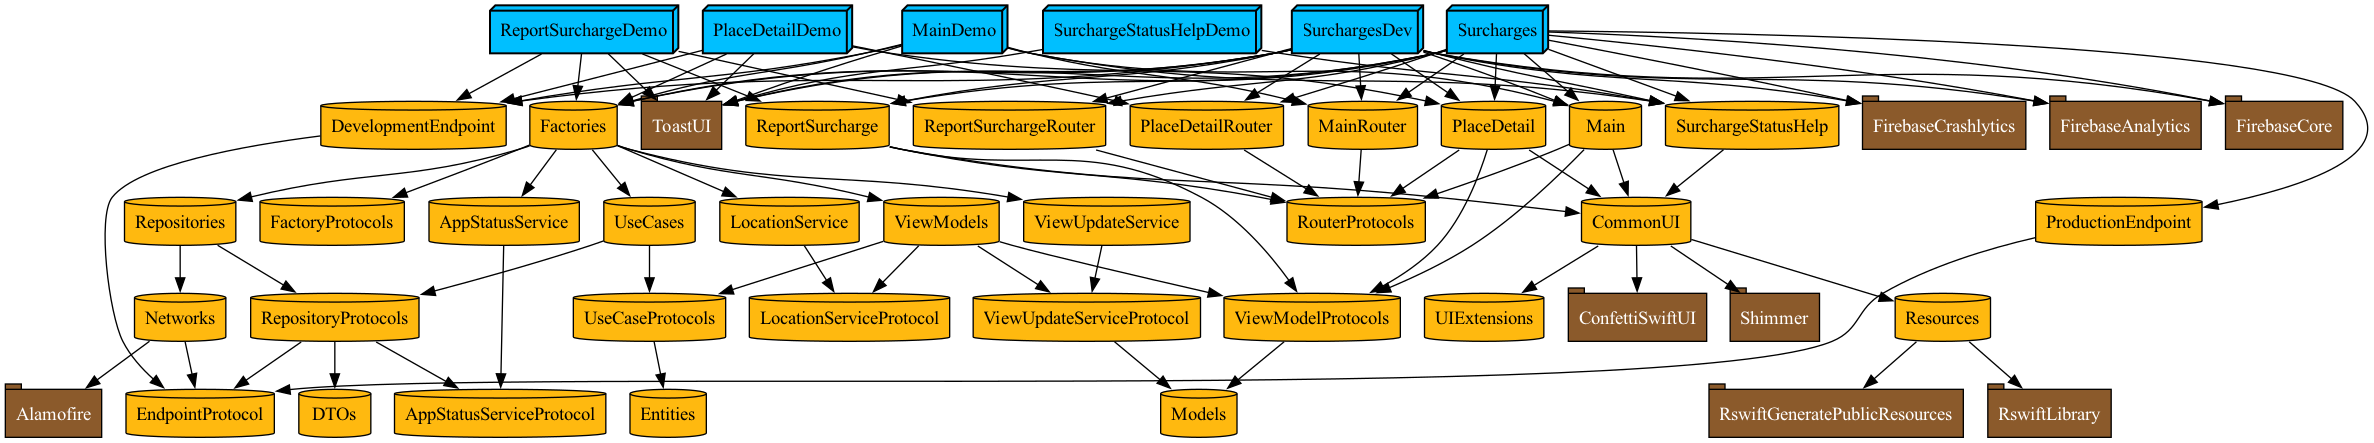 ReportSurchargeDemo
PlaceDetailDemo
MainDemo
SurchargeStatusHelpDemo
SurchargesDev
Surcharges
DevelopmentEndpoint
Factories
ToastUI
ReportSurcharge
ReportSurchargeRouter
PlaceDetailRouter
MainRouter
PlaceDetail
Main
SurchargeStatusHelp
FirebaseCrashlytics
FirebaseAnalytics
FirebaseCore
Repositories
FactoryProtocols
AppStatusService
UseCases
LocationService
ViewModels
ViewUpdateService
RouterProtocols
CommonUI
ProductionEndpoint
Networks
RepositoryProtocols
UseCaseProtocols
LocationServiceProtocol
ViewUpdateServiceProtocol
ViewModelProtocols
UIExtensions
ConfettiSwiftUI
Shimmer
Resources
Alamofire
EndpointProtocol
DTOs
AppStatusServiceProtocol
Entities
Models
RswiftGeneratePublicResources
RswiftLibrary